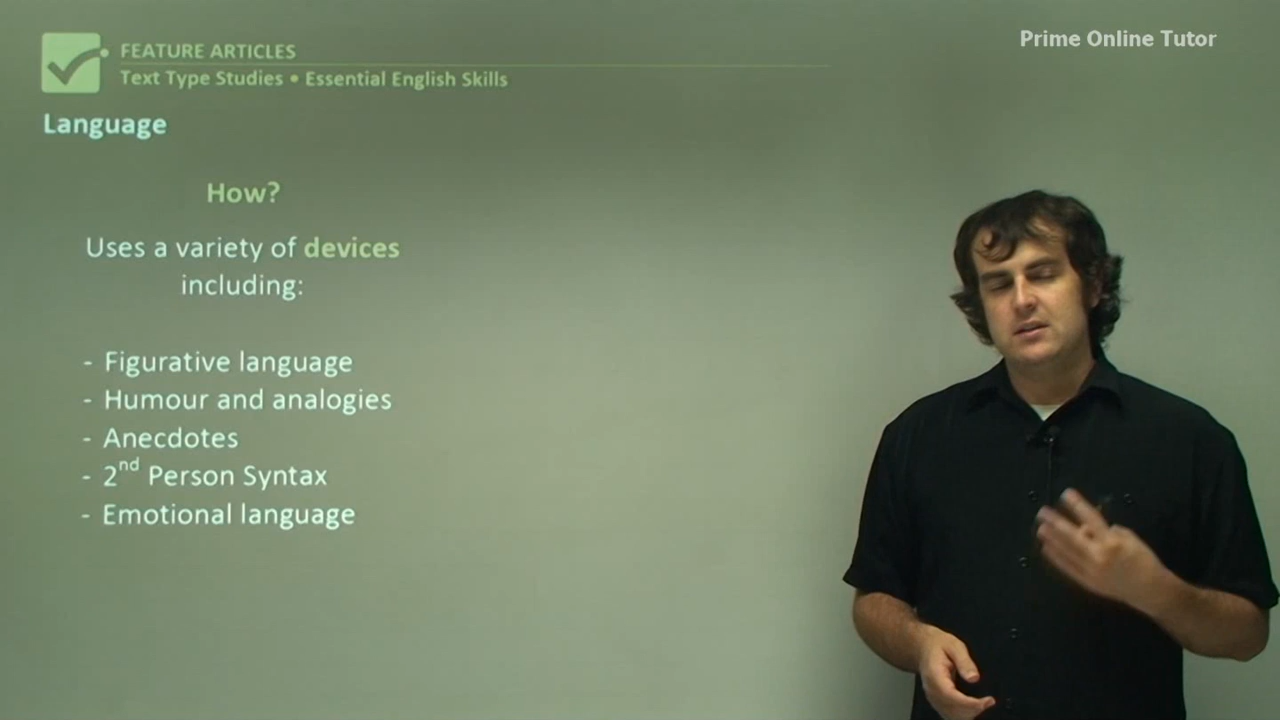 Prime Online Tutor
FEATURE ARTICLES
Text Type Studies • Essential English Skills
Language
How?
Uses a variety of devices
including:
- Figurative language
- Humour and analogies
- Anecdotes
- 2nd Person Syntax
- Emotional language